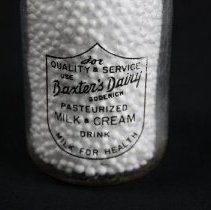 for
QUALITY & SERVICE
USE
Baxter's Dairy
GODERICH
PASTEURIZED
MILK & CREAM
DRINK
MILK FOR HEALTH